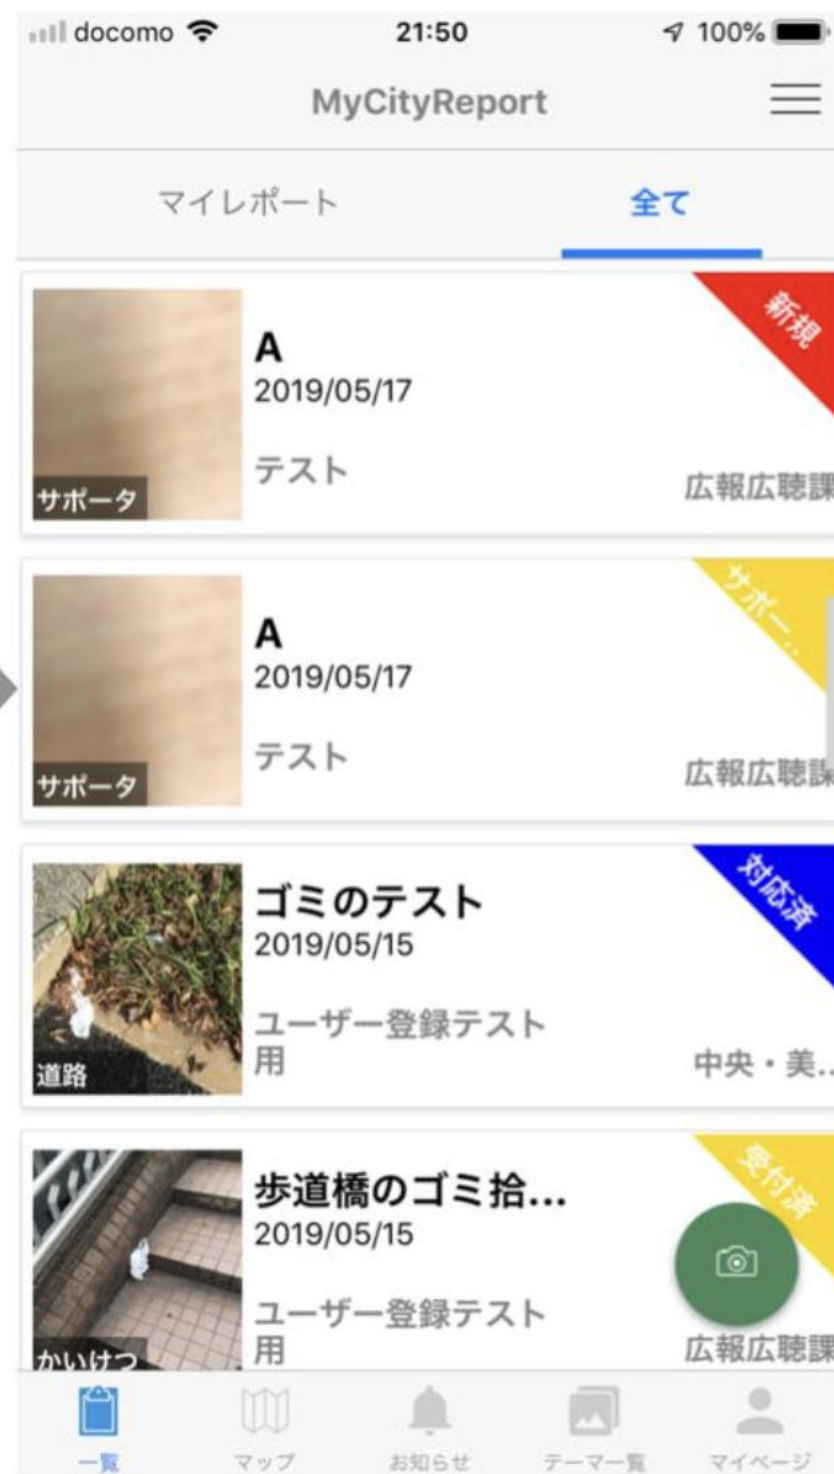 docomo 21:50 100%
MyCityReport
マイレポート 全て
新規
A
2019/05/17
テスト
サポータ
広報広聴課
サポー...
A
2019/05/17
テスト
サポータ
広報広聴課
対応済
ゴミのテスト
2019/05/15
ユーザー登録テスト
用
道路
中央・美...
受付済
歩道橋のゴミ拾...
2019/05/15
ユーザー登録テスト
用
かいけつ
広報広聴課
一覧 マップ お知らせ テーマ一覧 マイページ